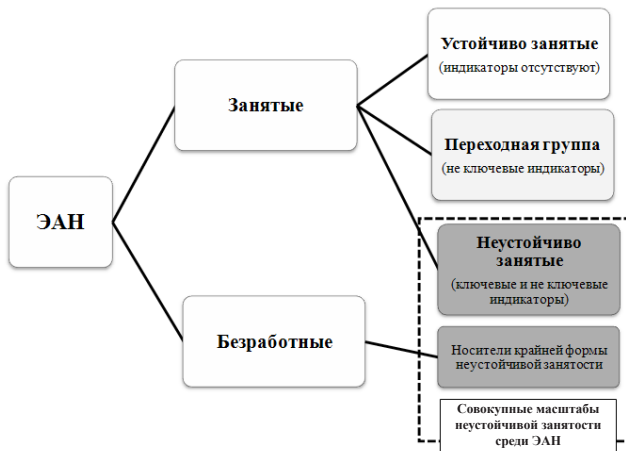 ЭАН
Занятые
Безработные
Устойчиво занятые
(индикаторы отсутствуют)
Переходная группа
(не ключевые индикаторы)
Неустойчиво
занятые
(ключевые и не ключевые
индикаторы)
Носители крайней формы
неустойчивой занятости
Совокупные масштабы
неустойчивой занятости
среди ЭАН